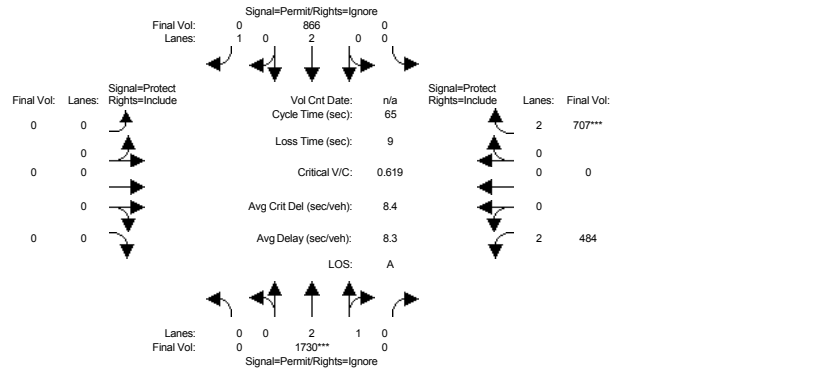 Signal=Permit/Rights=Ignore
Final Vol: 0 866 0
Lanes: 1 0 2 0 0
Signal=Protect Signal=Protect
Final Vol: Lanes: Rights=Include Vol Cnt Date: n/a Rights=Include Lanes: Final Vol:
Cycle Time (sec): 65
0 0 2 707***
Loss Time (sec): 9
0 0
0 0 Critical V/C: 0.619 0 0
0 Avg Crit Del (sec/veh): 8.4 0
0 0 Avg Delay (sec/veh): 8.3 2 484
LOS: A
Lanes: 0 0 2 1 0
Final Vol: 0 1730*** 0
Signal=Permit/Rights=Ignore